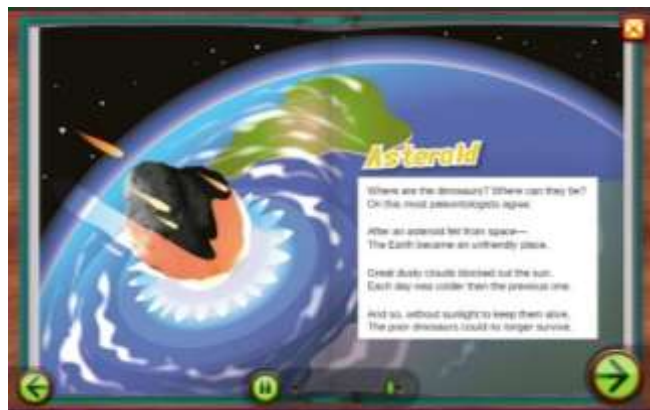 Asteroid
Where are the dinosaurs? Where can they be?
On this most paleontologists agree.
After an asteroid fell from space—
The Earth became an unfriendly place.
Great dusty clouds blocked out the sun.
Each day was colder than the previous one.
And so, without sunlight to keep them alive,
The poor dinosaurs could no longer survive.